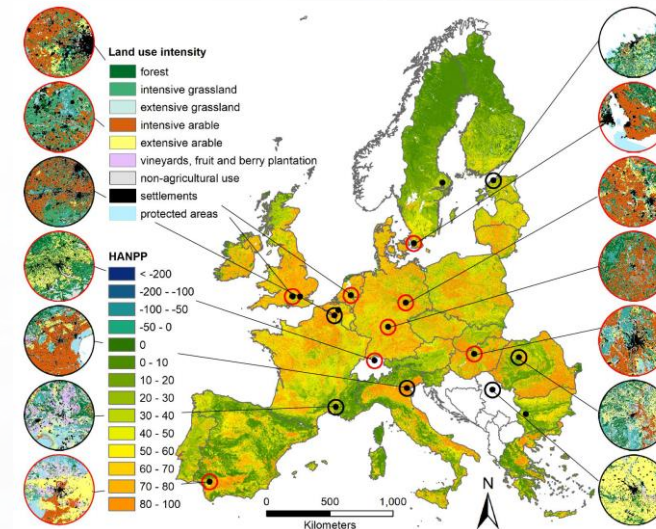 Land use intensity
forest
intensive grassland
extensive grassland
intensive arable
extensive arable
vineyards, fruit and berry plantation
non-agricultural use
settlements
protected areas
HANPP
< -200
-200 - -100
-100 - -50
-50 - 0
0
0 - 10
10 - 20
20 - 30
30 - 40
40 - 50
50 - 60
60 - 70
70 - 80
80 - 100
N
0 500 1,000
Kilometers